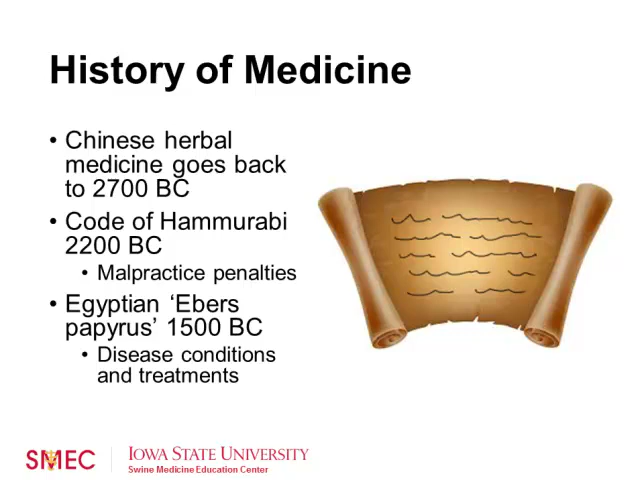 History of Medicine
• Chinese herbal
medicine goes back
to 2700 BC
• Code of Hammurabi
2200 BC
• Malpractice penalties
• Egyptian ‘Ebers
papyrus’ 1500 BC
• Disease conditions
and treatments
SMEC
IOWA STATE UNIVERSITY
Swine Medicine Education Center